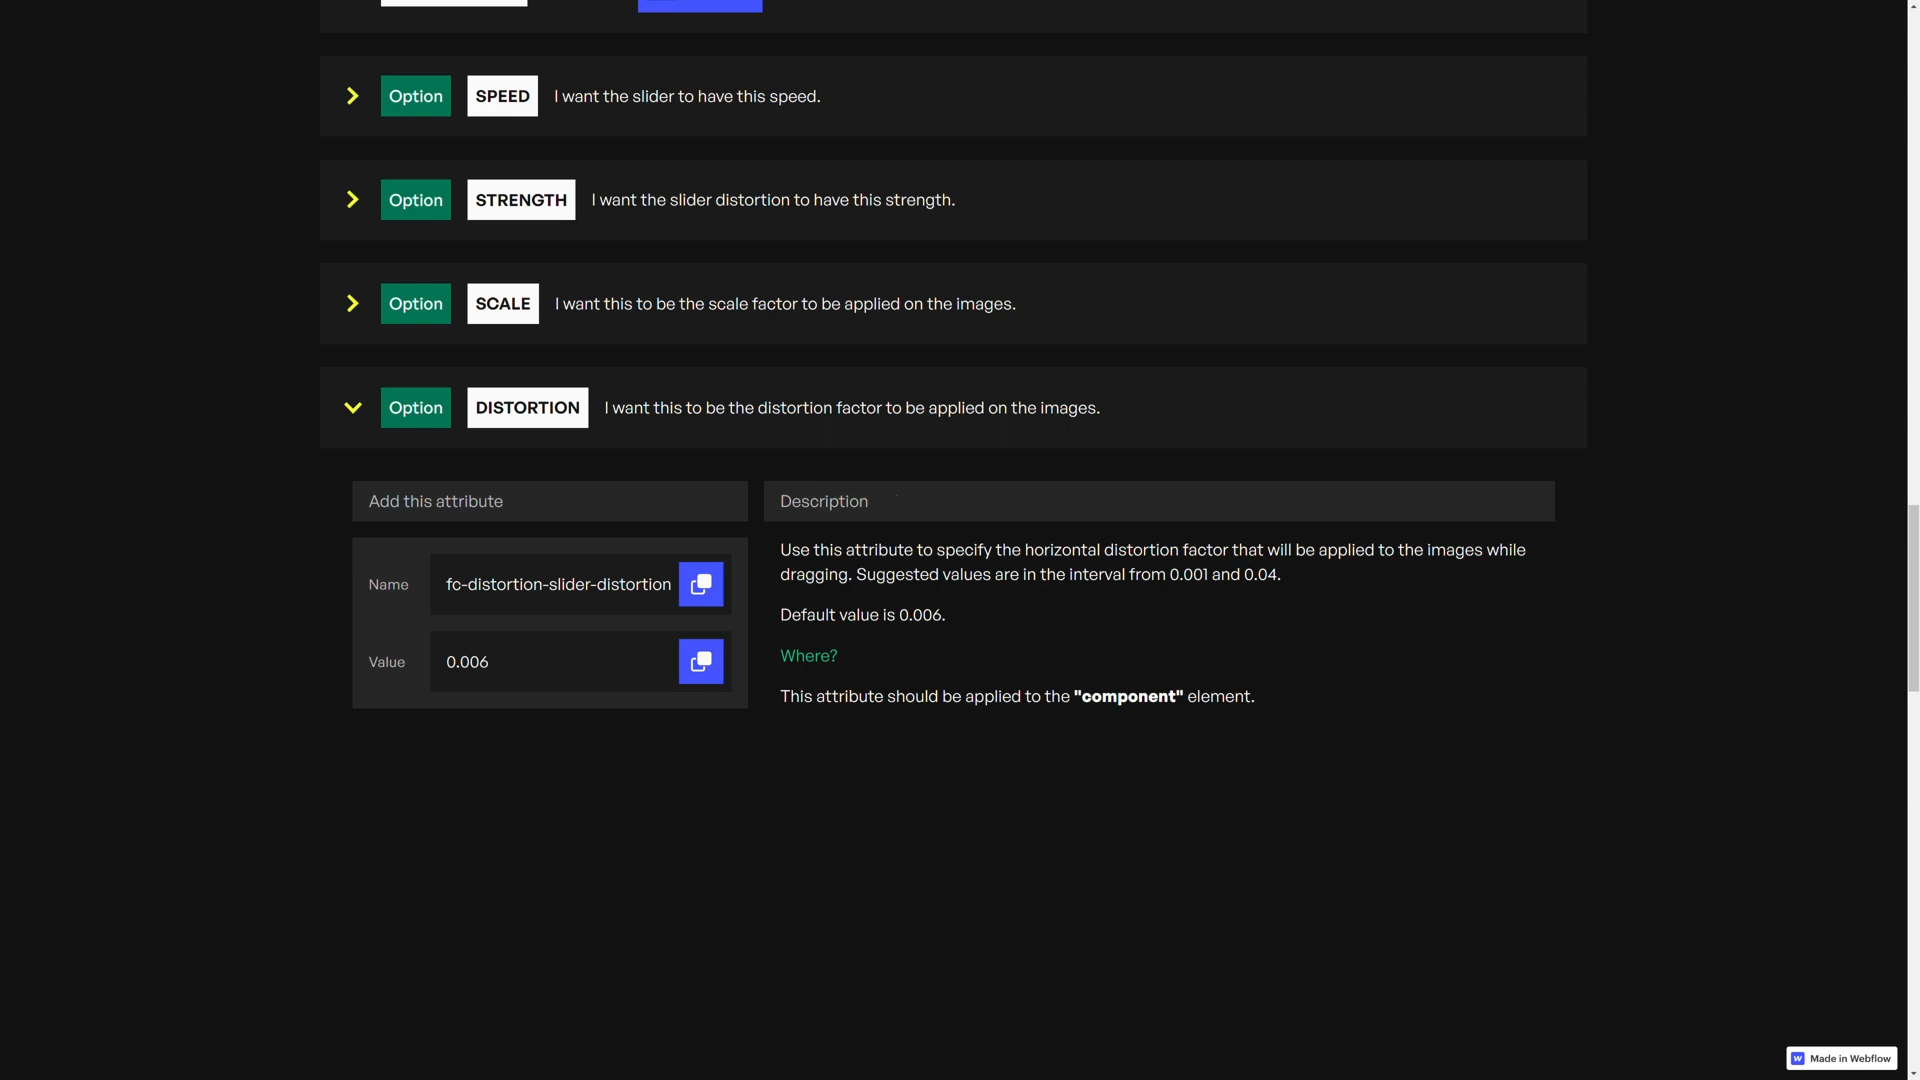 Option SPEED I want the slider to have this speed.
Option STRENGTH I want the slider distortion to have this strength.
Option SCALE I want this to be the scale factor to be applied on the images.
Option DISTORTION I want this to be the distortion factor to be applied on the images.
Add this attribute
Name fc-distortion-slider-distortion
Value 0.006
Description
Use this attribute to specify the horizontal distortion factor that will be applied to the images while
dragging. Suggested values are in the interval from 0.001 and 0.04.
Default value is 0.006.
Where?
This attribute should be applied to the "component" element.
Made in Webflow